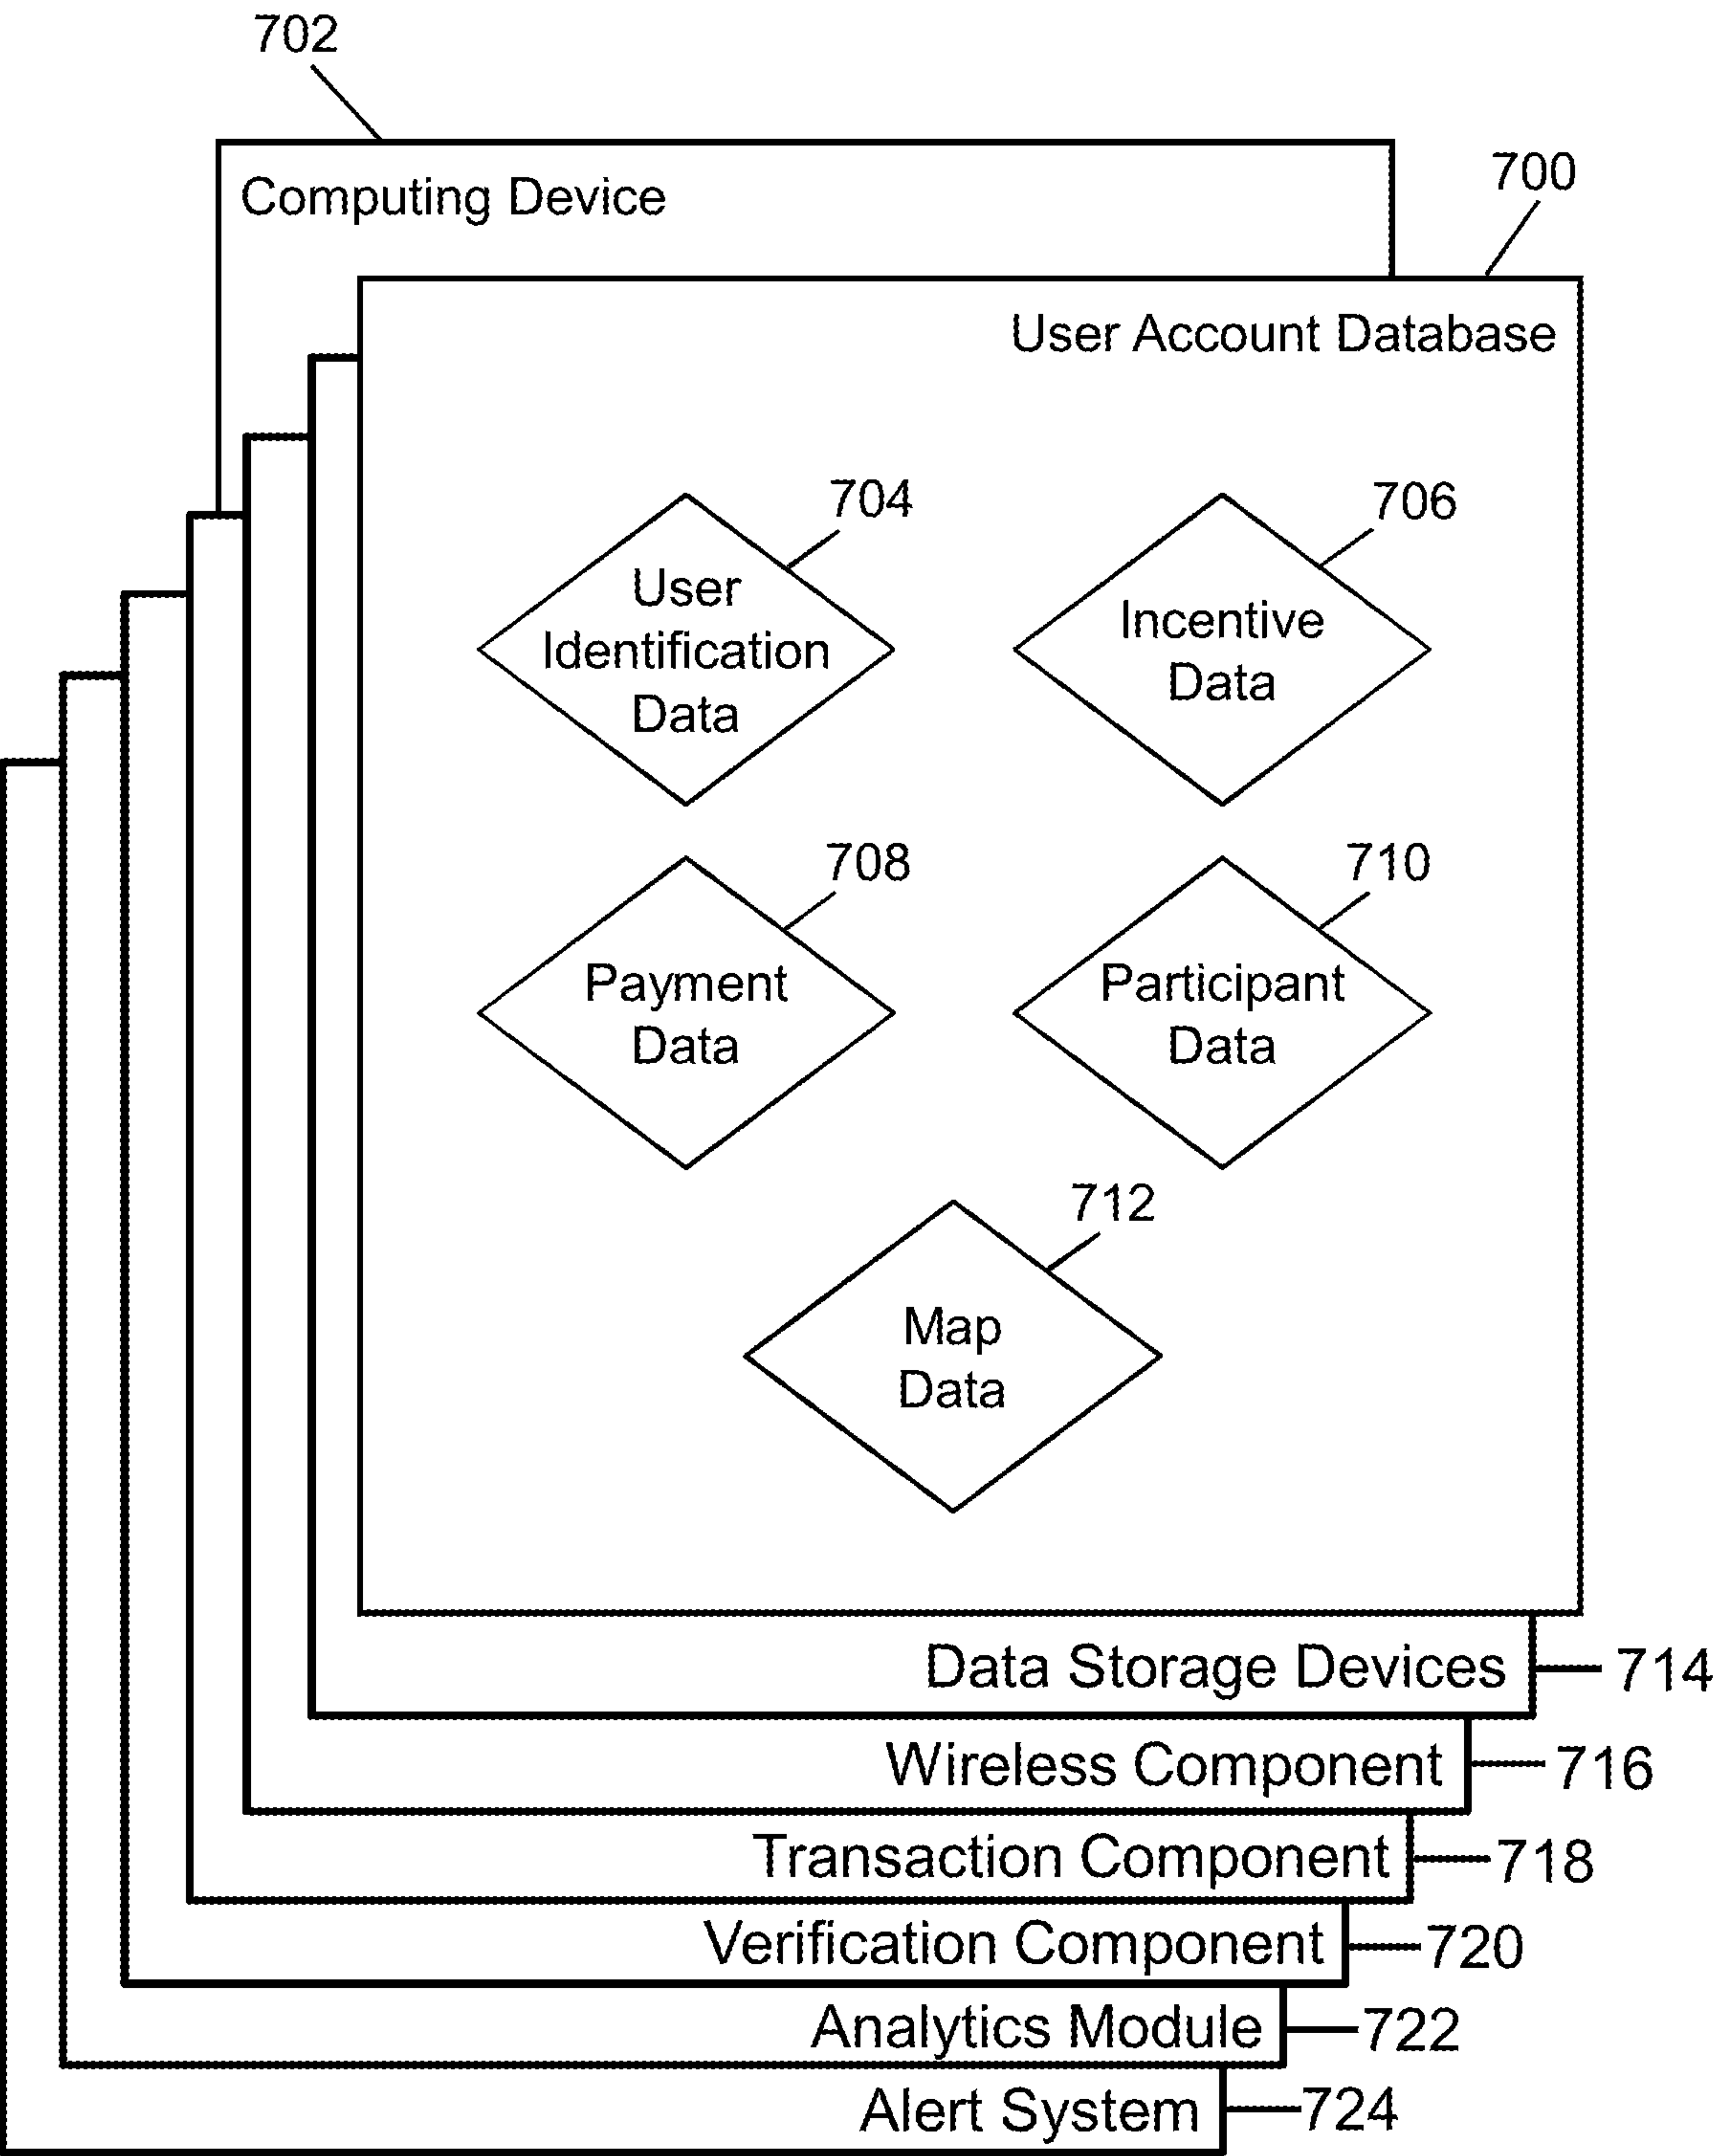 702
700
Computing Device
User Account Database
704
706
User
Identification
Data
Incentive
Data
708
710
Payment
Data
Participant
Data
712
Map
Data
Data Storage Devices
714
Wireless Component
716
Transaction Component
718
Verification Component
720
Analytics Module
722
Alert System
724